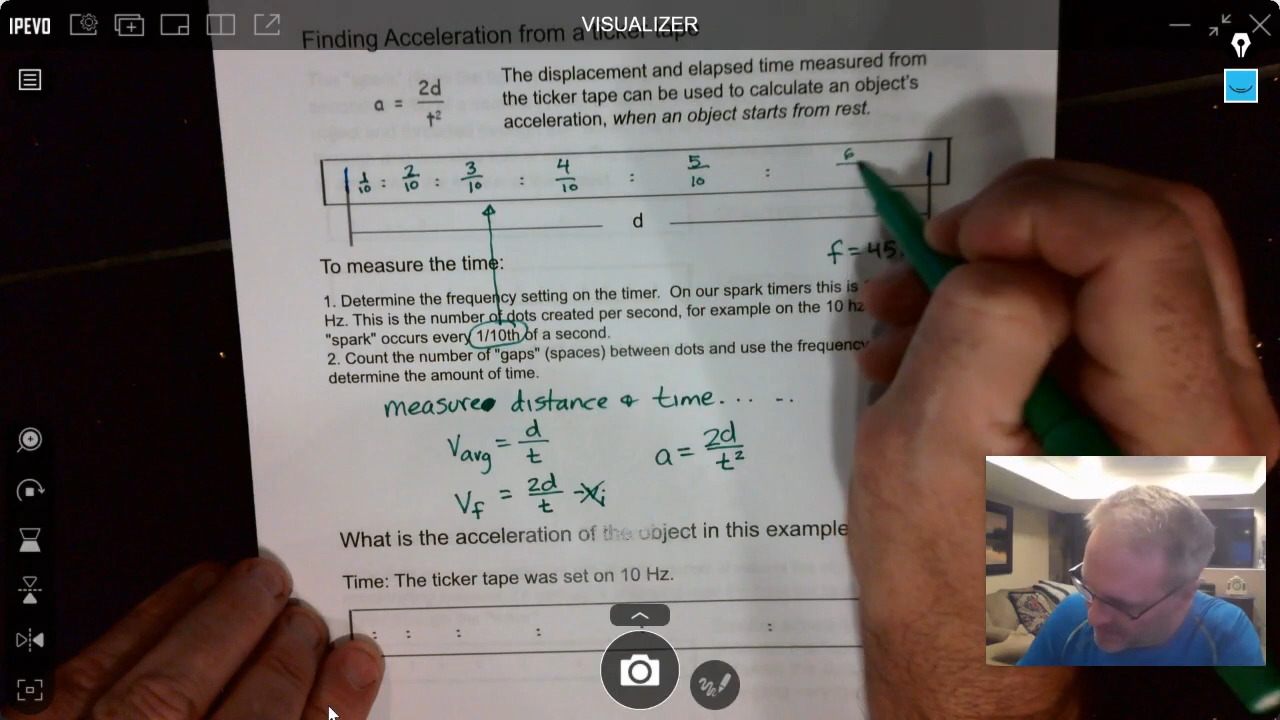 IPEVO
VISUALIZER
Finding Acceleration from a ticker tape
a = 2d / t²
The displacement and elapsed time measured from
the ticker tape can be used to calculate an object's
acceleration, when an object starts from rest.
1/10 : 2/10 : 3/10 : 4/10 : 5/10 : 6
d
f = 45
To measure the time:
1. Determine the frequency setting on the timer. On our spark timers this is
Hz. This is the number of dots created per second, for example on the 10 hz
"spark" occurs every 1/10th of a second.
2. Count the number of "gaps" (spaces) between dots and use the frequency
determine the amount of time.
measure distance & time. . . . .
Vavg = d / t
a = 2d / t²
Vf = 2d / t - Vi
What is the acceleration of the object in this example
Time: The ticker tape was set on 10 Hz.
: : : : :